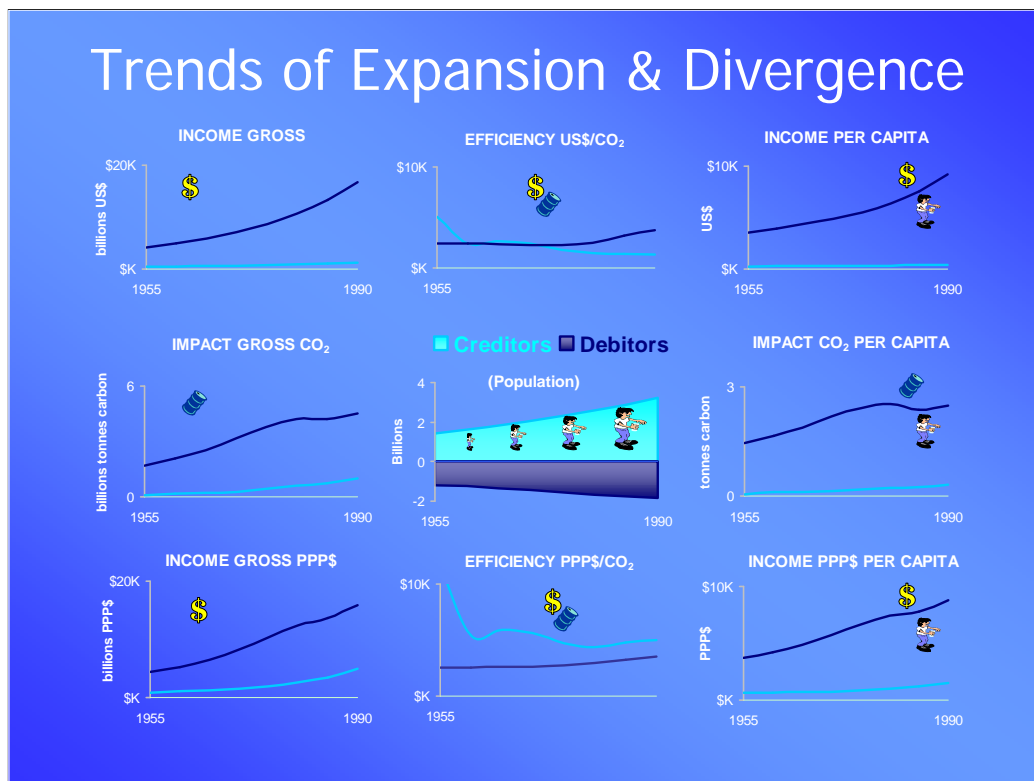 Trends of Expansion & Divergence
INCOME GROSS
$20K
billions US$
$K
1955
1990
$
EFFICIENCY US$/CO₂
$10K
$K
1955
$
INCOME PER CAPITA
$10K
US$
$K
1955
1990
$
IMPACT GROSS CO₂
6
billions tonnes carbon
0
1955
1990
Creditors Debitors
(Population)
4
2
0
-2
Billions
1955
1990
IMPACT CO₂ PER CAPITA
3
tonnes carbon
0
1955
1990
INCOME GROSS PPP$
$20K
billions PPP$
$K
1955
1990
$
EFFICIENCY PPP$/CO₂
$10K
$K
1955
$
INCOME PPP$ PER CAPITA
$10K
PPP$
$K
1955
1990
$